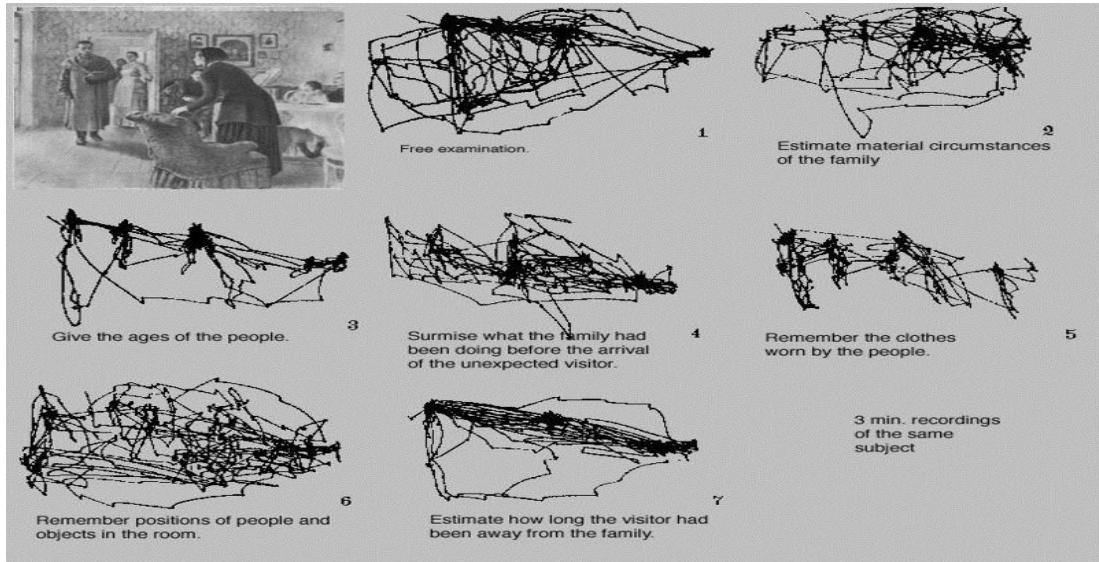 1
Free examination.
2
Estimate material circumstances
of the family
3
Give the ages of the people.
4
Surmise what the family had
been doing before the arrival
of the unexpected visitor.
5
Remember the clothes
worn by the people.
6
Remember positions of people and
objects in the room.
7
Estimate how long the visitor had
been away from the family.
3 min. recordings
of the same
subject